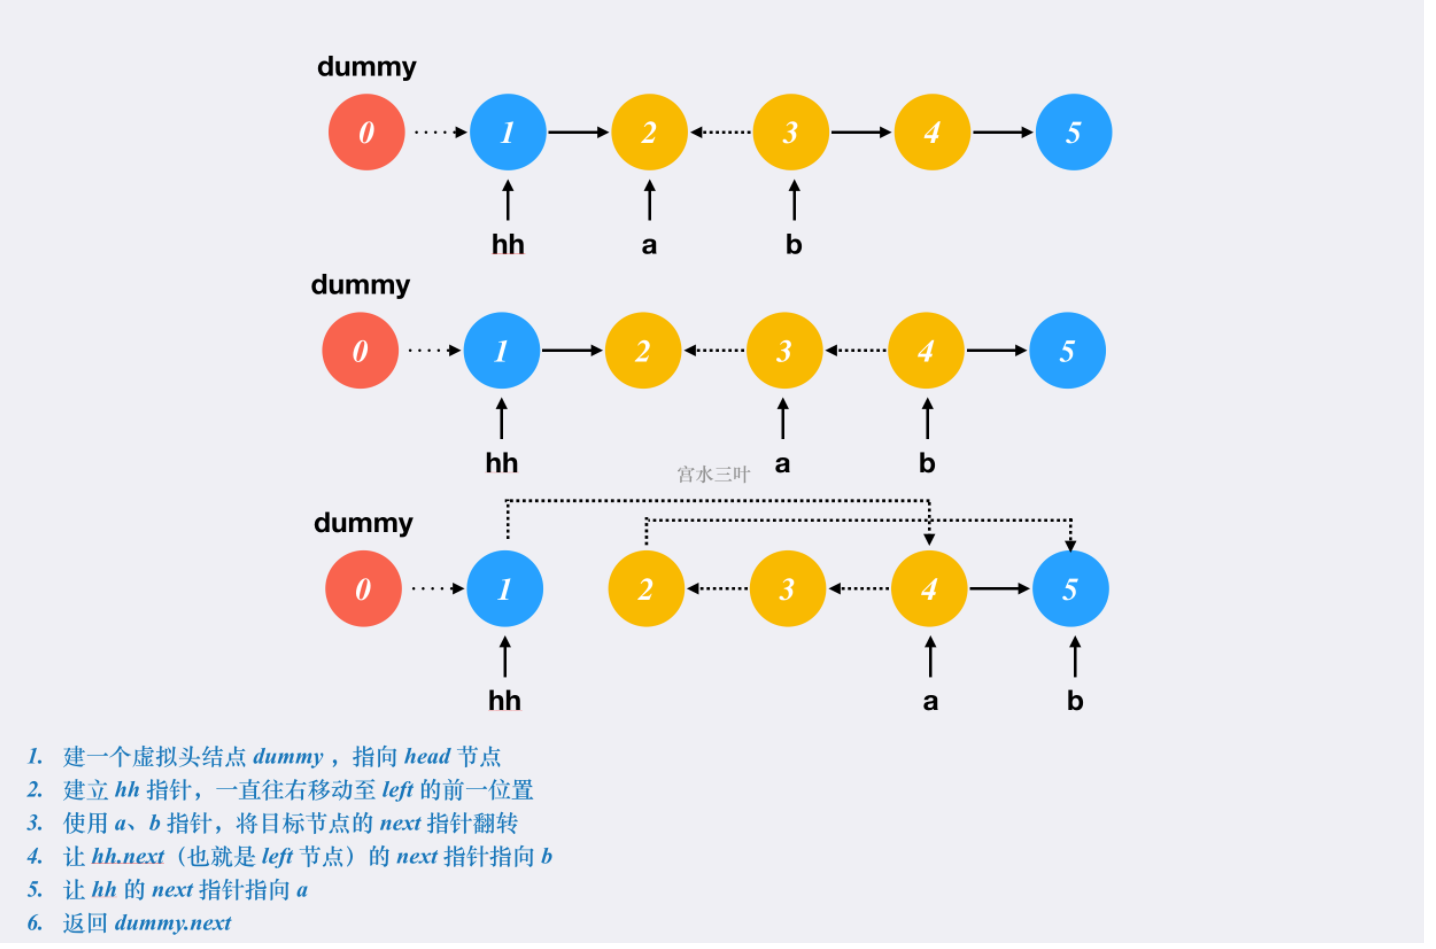 dummy
0 1 2 3 4 5
hh a b
dummy
0 1 2 3 4 5
hh a b
宫水三叶
dummy
0 1 2 3 4 5
hh a b
1. 建一个虚拟头结点 dummy ，指向 head 节点
2. 建立 hh 指针，一直往右移动至 left 的前一位置
3. 使用 a、b 指针，将目标节点的 next 指针翻转
4. 让 hh.next（也就是 left 节点）的 next 指针指向 b
5. 让 hh 的 next 指针指向 a
6. 返回 dummy.next